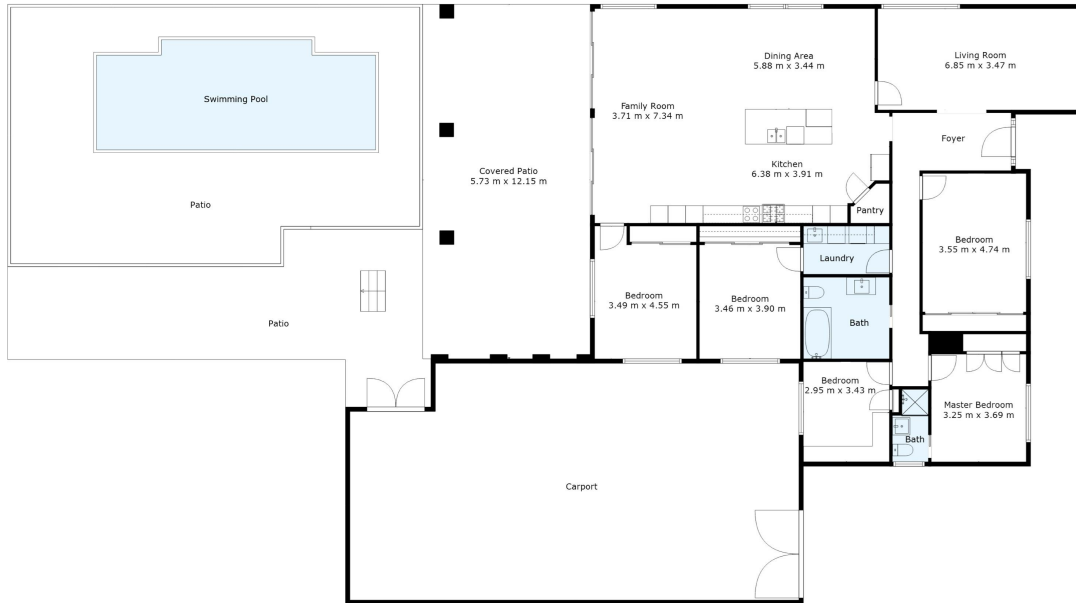 Dining Area
5.88 m x 3.44 m
Living Room
6.85 m x 3.47 m
Swimming Pool
Family Room
3.71 m x 7.34 m
Foyer
Covered Patio
5.73 m x 12.15 m
Kitchen
6.38 m x 3.91 m
Patio
Pantry
Bedroom
3.55 m x 4.74 m
Laundry
Bedroom
3.49 m x 4.55 m
Bedroom
3.46 m x 3.90 m
Patio
Bath
Bedroom
2.95 m x 3.43 m
Master Bedroom
3.25 m x 3.69 m
Bath
Carport